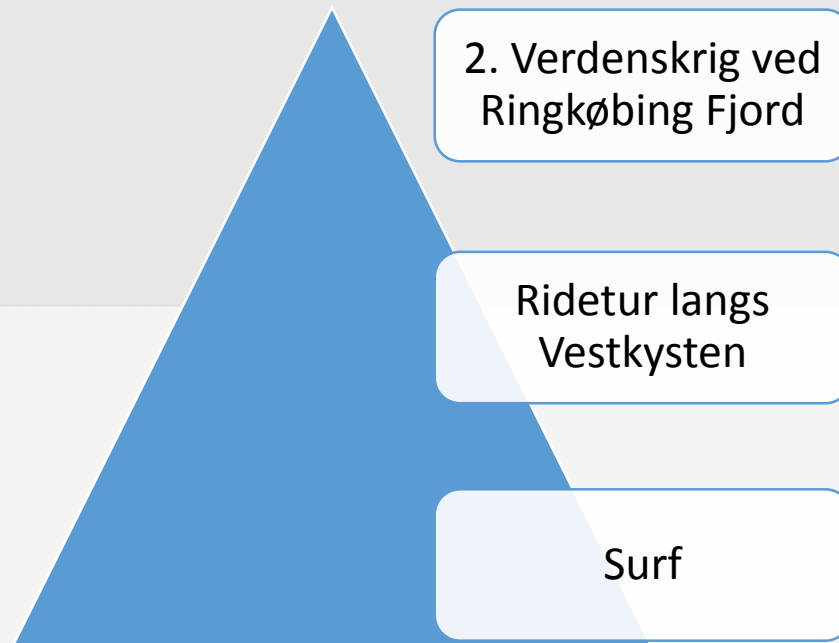 2. Verdenskrig ved
Ringkøbing Fjord
Ridetur langs
Vestkysten
Surf